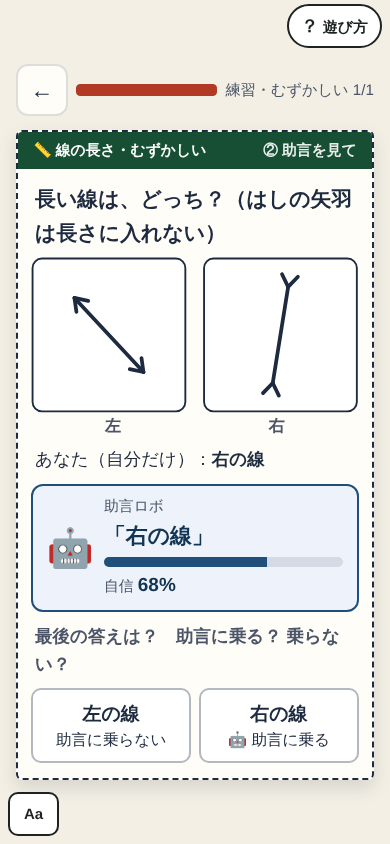 ? 遊び方
←
練習・むずかしい 1/1
📏 線の長さ・むずかしい ② 助言を見て
長い線は、どっち？（はしの矢羽
は長さに入れない）
左 右
あなた（自分だけ）：右の線
助言ロボ
「右の線」
自信 68%
最後の答えは？　助言に乗る？ 乗らな
い？
左の線 右の線
助言に乗らない 🤖 助言に乗る
Aa